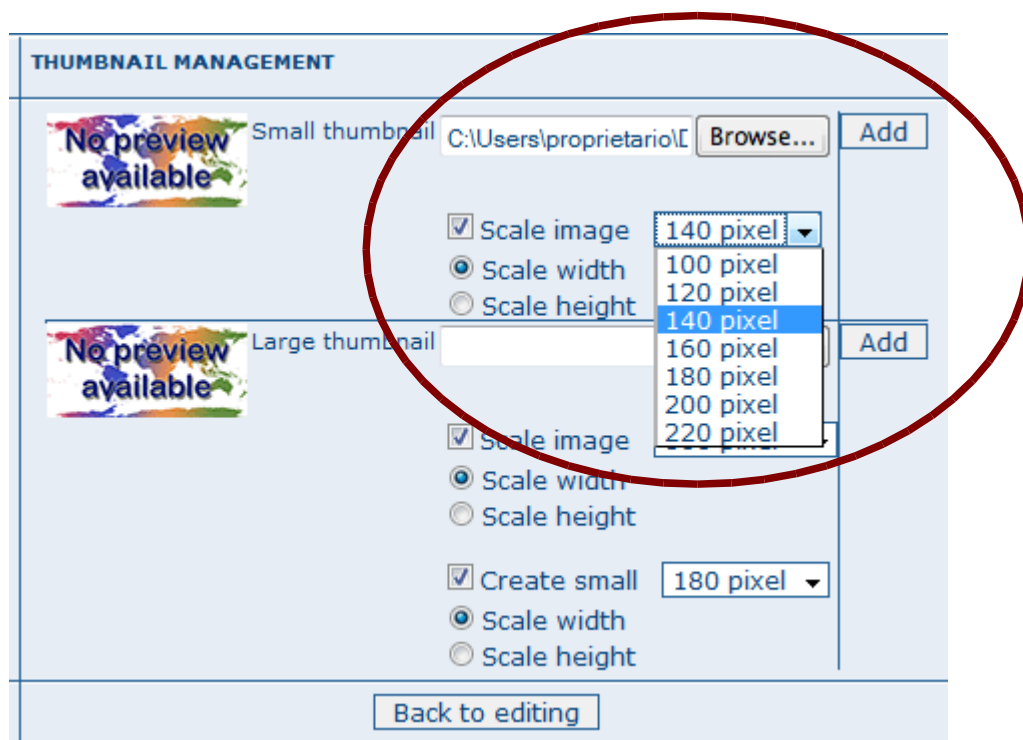 THUMBNAIL MANAGEMENT
No preview available
Small thumbnail C:\Users\proprietario\D Browse... Add
Scale image 140 pixel
Scale width
Scale height
100 pixel
120 pixel
140 pixel
160 pixel
180 pixel
200 pixel
220 pixel
No preview available
Large thumbnail Add
Scale image
Scale width
Scale height
Create small 180 pixel
Scale width
Scale height
Back to editing